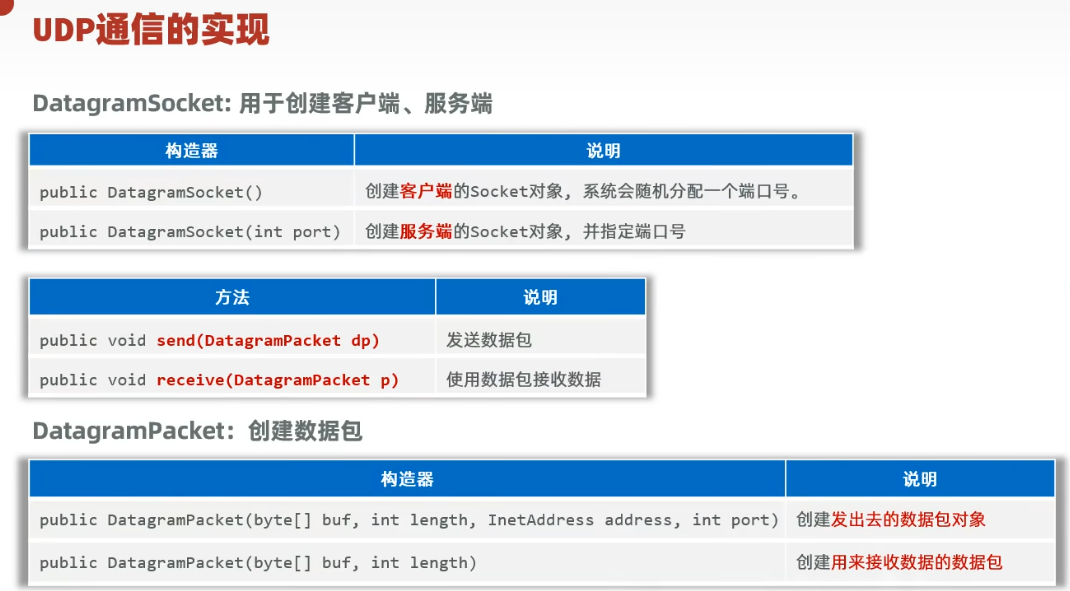 UDP通信的实现
DatagramSocket: 用于创建客户端、服务端
构造器 说明
public DatagramSocket() 创建客户端的Socket对象, 系统会随机分配一个端口号。
public DatagramSocket(int port) 创建服务端的Socket对象, 并指定端口号
方法 说明
public void send(DatagramPacket dp) 发送数据包
public void receive(DatagramPacket p) 使用数据包接收数据
DatagramPacket：创建数据包
构造器 说明
public DatagramPacket(byte[] buf, int length, InetAddress address, int port) 创建发出去的数据包对象
public DatagramPacket(byte[] buf, int length) 创建用来接收数据的数据包